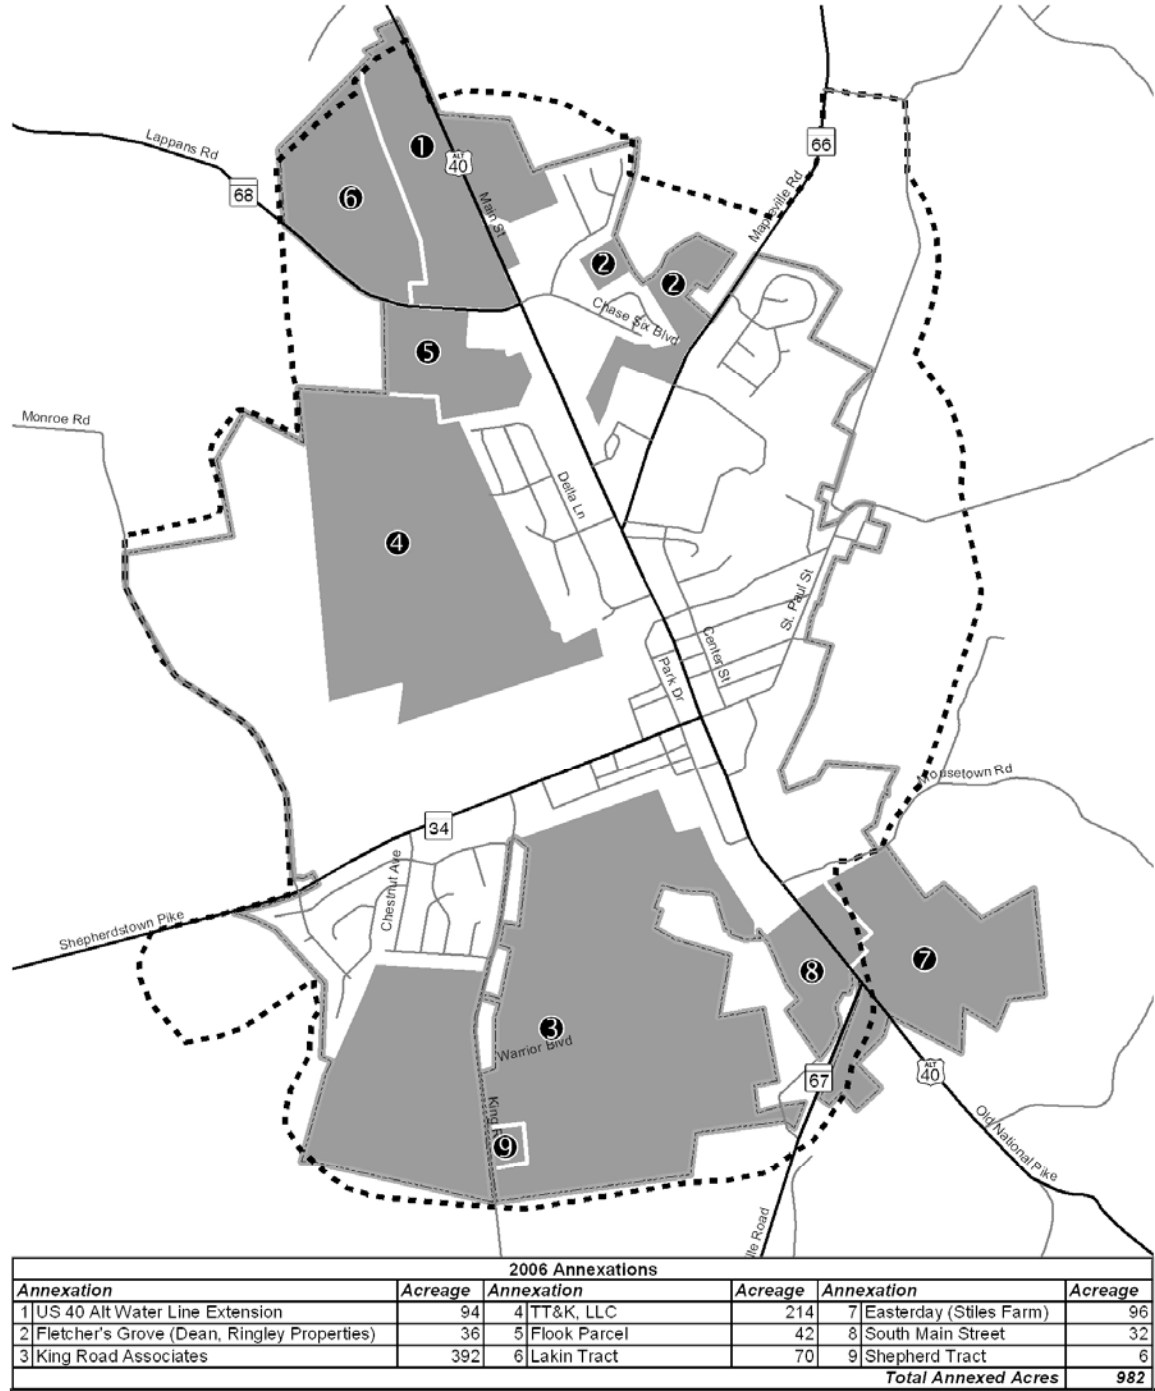 Lappans Rd
68
1
ALT
40
Main St
6
66
Mapleville Rd
2
2
Chase Six Blvd
5
Monroe Rd
Della Ln
4
St. Paul St
Center St
Park Dr
Mousetown Rd
34
Chestnut Ave
Shepherdstown Pike
7
8
3
Warrior Blvd
67
ALT
40
King R
9
Old National Pike
lle Road
2006 Annexations
Annexation Acreage Annexation Acreage Annexation Acreage
1 US 40 Alt Water Line Extension 94 4 TT&K, LLC 214 7 Easterday (Stiles Farm) 96
2 Fletcher's Grove (Dean, Ringley Properties) 36 5 Flook Parcel 42 8 South Main Street 32
3 King Road Associates 392 6 Lakin Tract 70 9 Shepherd Tract 6
Total Annexed Acres 982